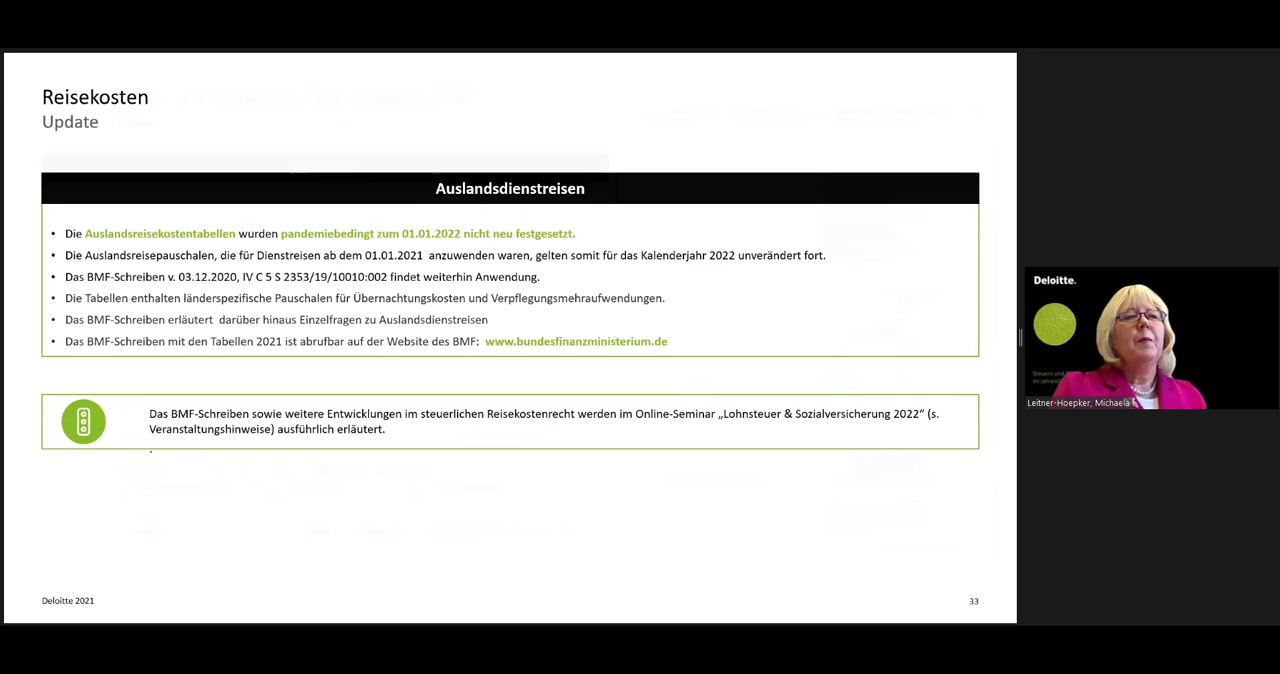 Reisekosten
Update
Auslandsdienstreisen
• Die Auslandsreisekostentabellen wurden pandemiebedingt zum 01.01.2022 nicht neu festgesetzt.
• Die Auslandsreisepauschalen, die für Dienstreisen ab dem 01.01.2021 anzuwenden waren, gelten somit für das Kalenderjahr 2022 unverändert fort.
• Das BMF-Schreiben v. 03.12.2020, IV C 5 S 2353/19/10010:002 findet weiterhin Anwendung.
• Die Tabellen enthalten länderspezifische Pauschalen für Übernachtungskosten und Verpflegungsmehraufwendungen.
• Das BMF-Schreiben erläutert darüber hinaus Einzelfragen zu Auslandsdienstreisen
• Das BMF-Schreiben mit den Tabellen 2021 ist abrufbar auf der Website des BMF: www.bundesfinanzministerium.de
Das BMF-Schreiben sowie weitere Entwicklungen im steuerlichen Reisekostenrecht werden im Online-Seminar „Lohnsteuer & Sozialversicherung 2022“ (s.
Veranstaltungshinweise) ausführlich erläutert.
.
Deloitte 2021
33
Deloitte.
Steuern und
im Jahres
Leitner-Hoepker, Michaela